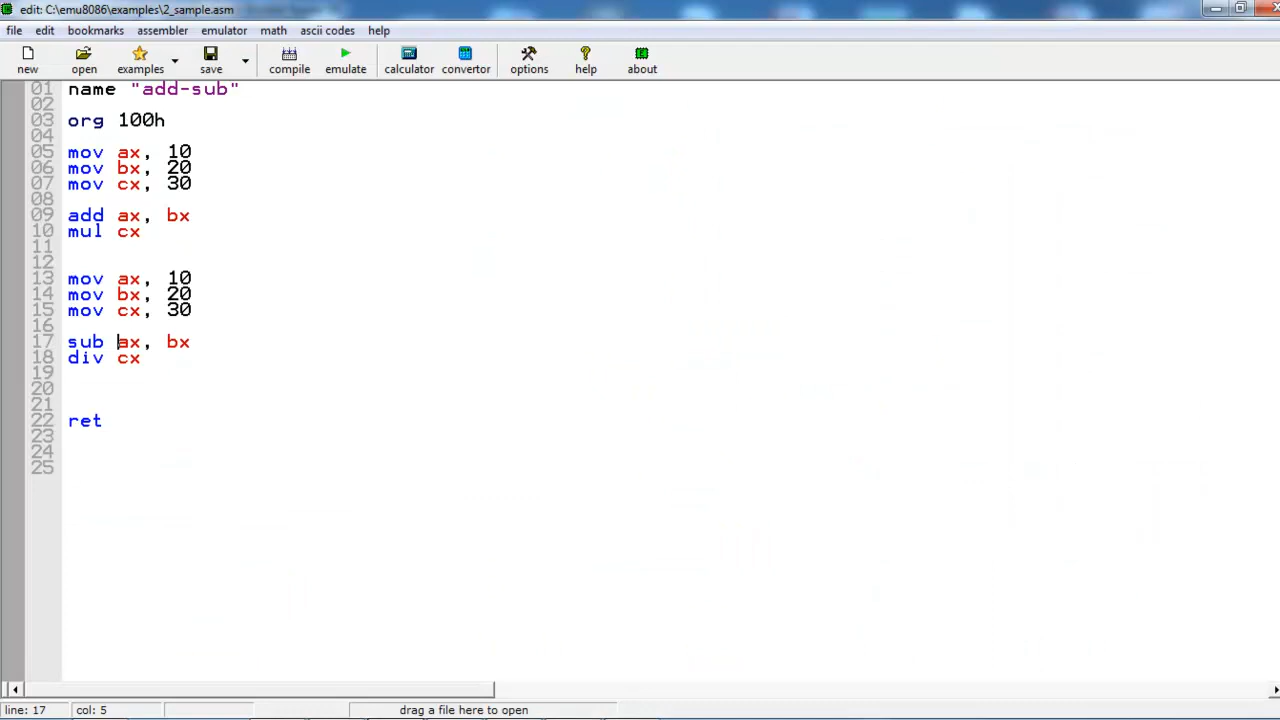 edit: C:\emu8086\examples\2_sample.asm
file edit bookmarks assembler emulator math ascii codes help
new open examples save compile emulate calculator convertor options help about
01 name "add-sub"
02
03 org 100h
04
05 mov ax, 10
06 mov bx, 20
07 mov cx, 30
08
09 add ax, bx
10 mul cx
11
12
13 mov ax, 10
14 mov bx, 20
15 mov cx, 30
16
17 sub ax, bx
18 div cx
19
20
21
22 ret
23
24
25
line: 17 col: 5 drag a file here to open